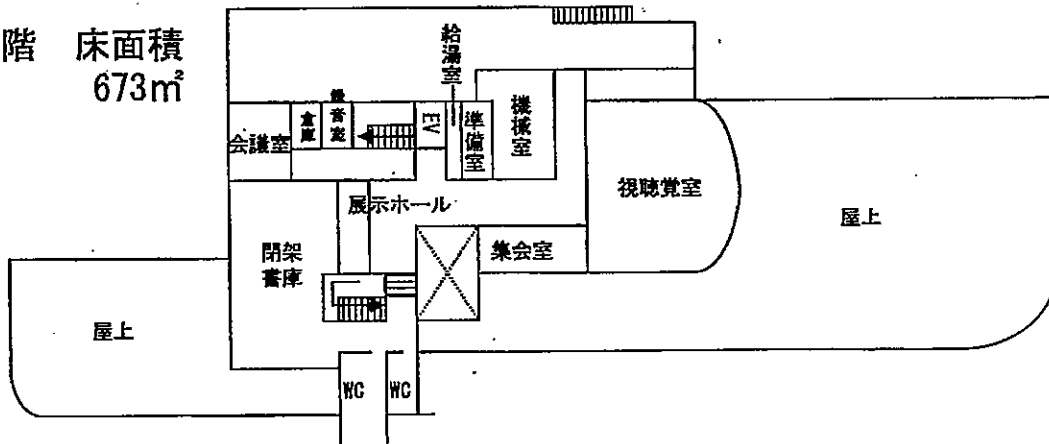 階 床面積
673㎡
給湯室
録音室
倉庫
会議室
EV
準備室
機械室
視聴覚室
展示ホール
屋上
閉架
書庫
集会室
屋上
WC
WC